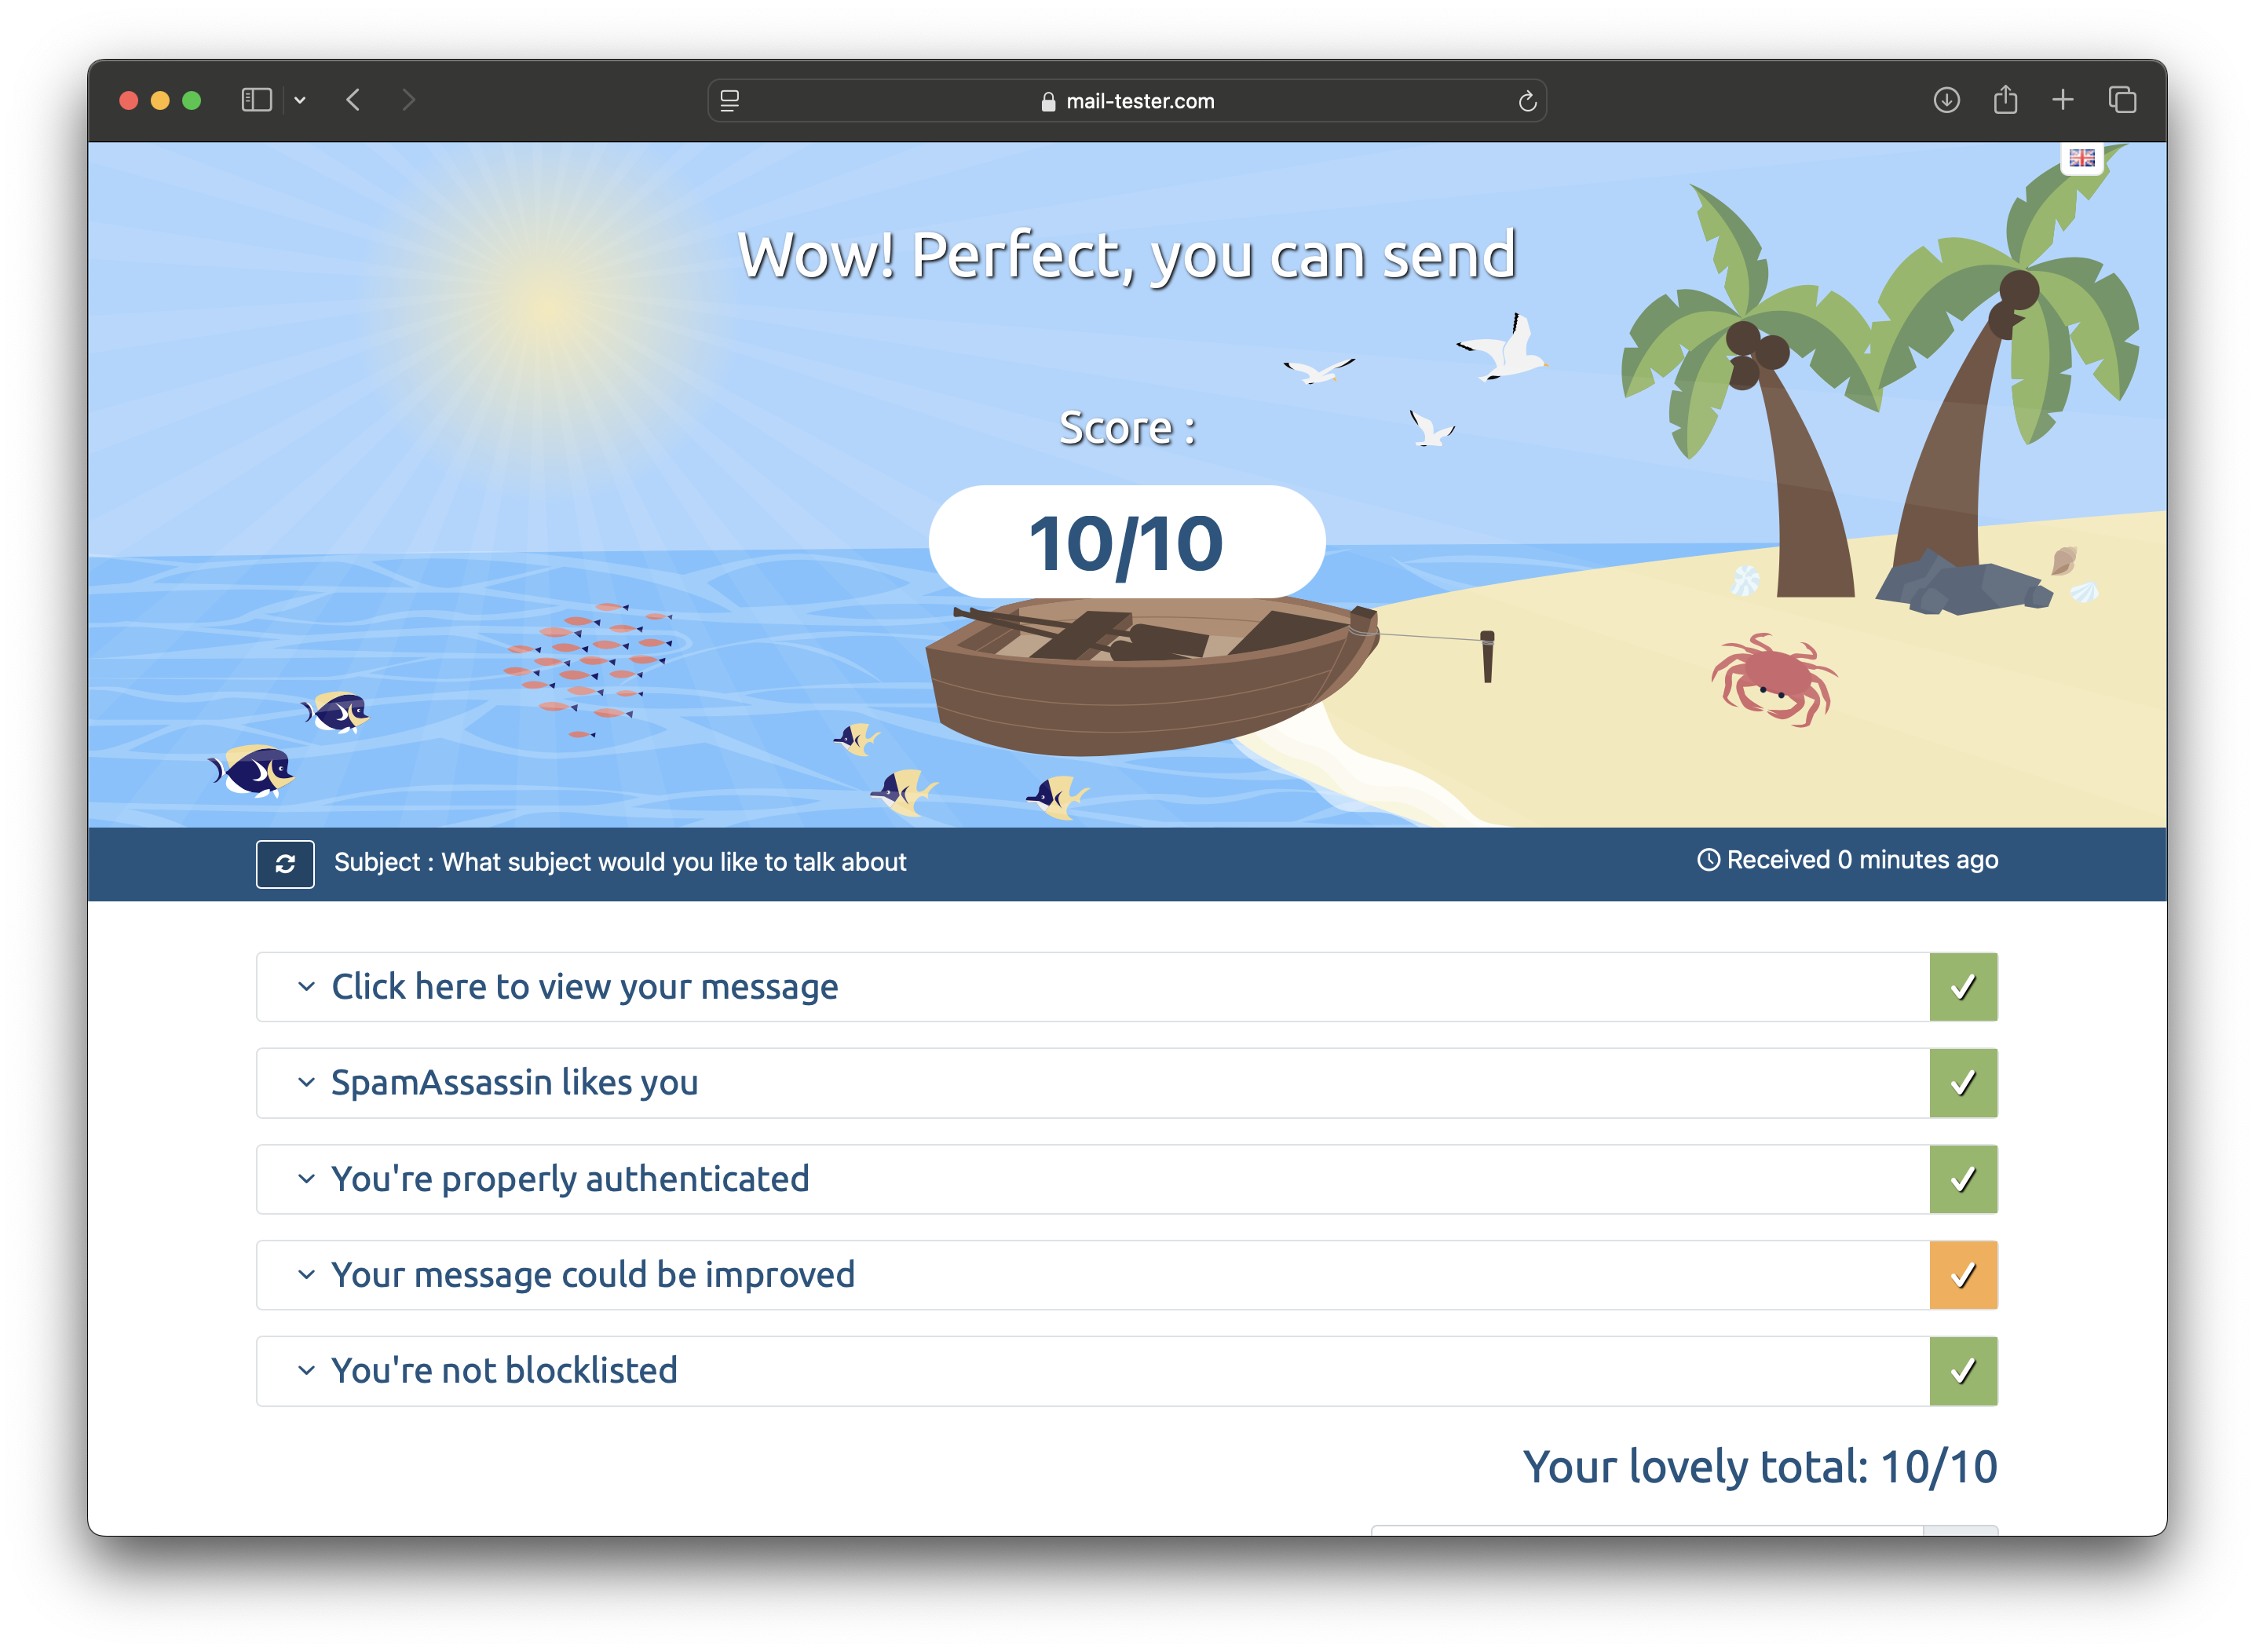 mail-tester.com
Wow! Perfect, you can send
Score :
10/10
Subject : What subject would you like to talk about
Received 0 minutes ago
Click here to view your message
SpamAssassin likes you
You're properly authenticated
Your message could be improved
You're not blocklisted
Your lovely total: 10/10